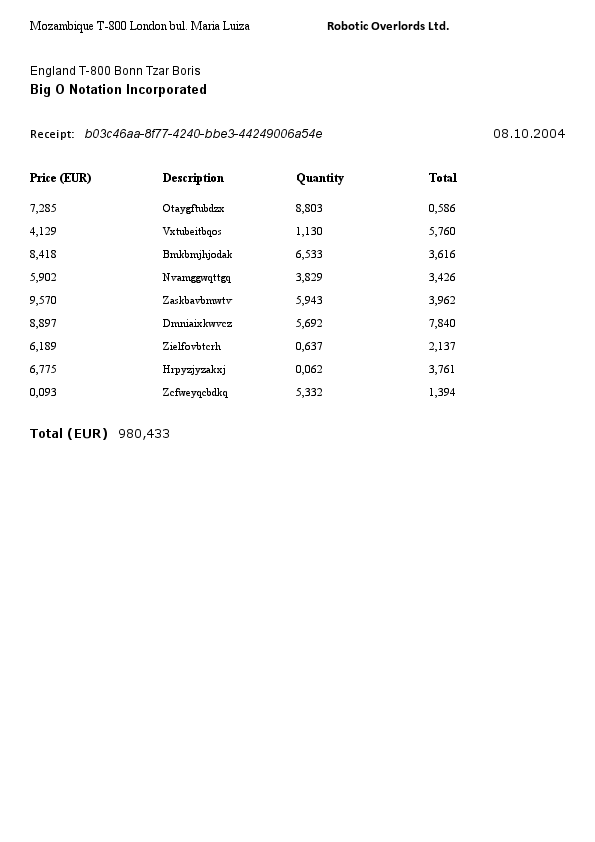 Mozambique T-800 London bul. Maria Luiza Robotic Overlords Ltd.
England T-800 Bonn Tzar Boris
Big O Notation Incorporated
Receipt: b03c46aa-8f77-4240-bbe3-44249006a54e 08.10.2004
Price (EUR) Description Quantity Total
7,285 Otaygftubdzx 8,803 0,586
4,129 Vxtubeitbqos 1,130 5,760
8,418 Bmkbmjhjodak 6,533 3,616
5,902 Nvamggwqttgq 3,829 3,426
9,570 Zaskbavbmwtv 5,943 3,962
8,897 Dmniaixkwvcz 5,692 7,840
6,189 Zielfovbtcrh 0,637 2,137
6,775 Hrpyzjyzakxj 0,062 3,761
0,093 Zcfweyqcbdkq 5,332 1,394
Total (EUR) 980,433